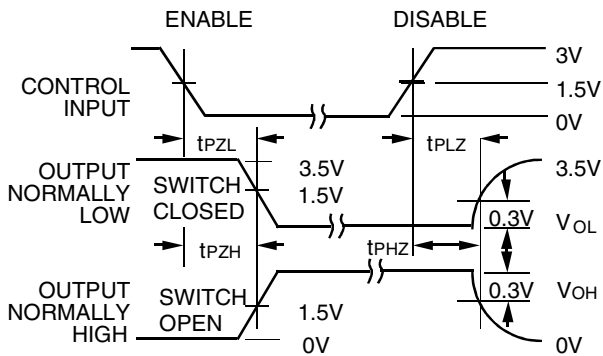 ENABLE DISABLE
CONTROL
INPUT
3V
1.5V
0V
tPZL
tPLZ
OUTPUT
NORMALLY
LOW
SWITCH
CLOSED
3.5V
1.5V
3.5V
0.3V
VOL
tPZH
tPHZ
OUTPUT
NORMALLY
HIGH
SWITCH
OPEN
1.5V
0V
0.3V
VOH
0V